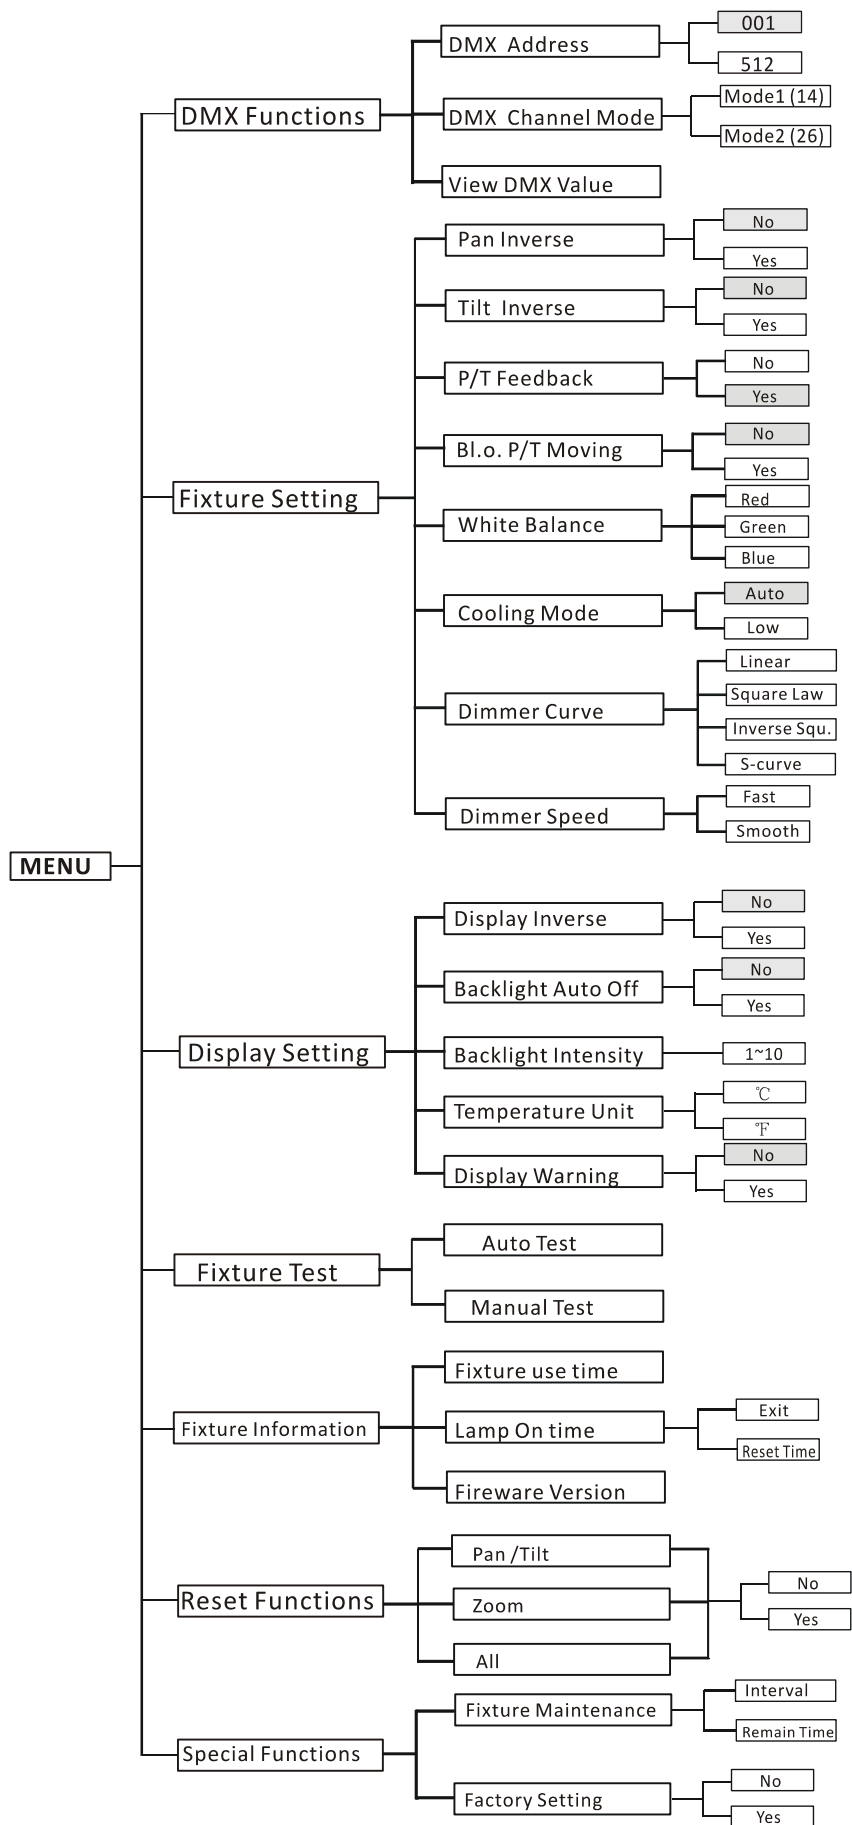 MENU
DMX Functions
DMX Address
001
512
DMX Channel Mode
Mode1 (14)
Mode2 (26)
View DMX Value
Fixture Setting
Pan Inverse
No
Yes
Tilt Inverse
No
Yes
P/T Feedback
No
Yes
Bl.o. P/T Moving
No
Yes
White Balance
Red
Green
Blue
Cooling Mode
Auto
Low
Dimmer Curve
Linear
Square Law
Inverse Squ.
S-curve
Dimmer Speed
Fast
Smooth
Display Setting
Display Inverse
No
Yes
Backlight Auto Off
No
Yes
Backlight Intensity
1~10
Temperature Unit
℃
℉
Display Warning
No
Yes
Fixture Test
Auto Test
Manual Test
Fixture Information
Fixture use time
Lamp On time
Exit
Reset Time
Fireware Version
Reset Functions
Pan /Tilt
Zoom
All
No
Yes
Special Functions
Fixture Maintenance
Interval
Remain Time
Factory Setting
No
Yes